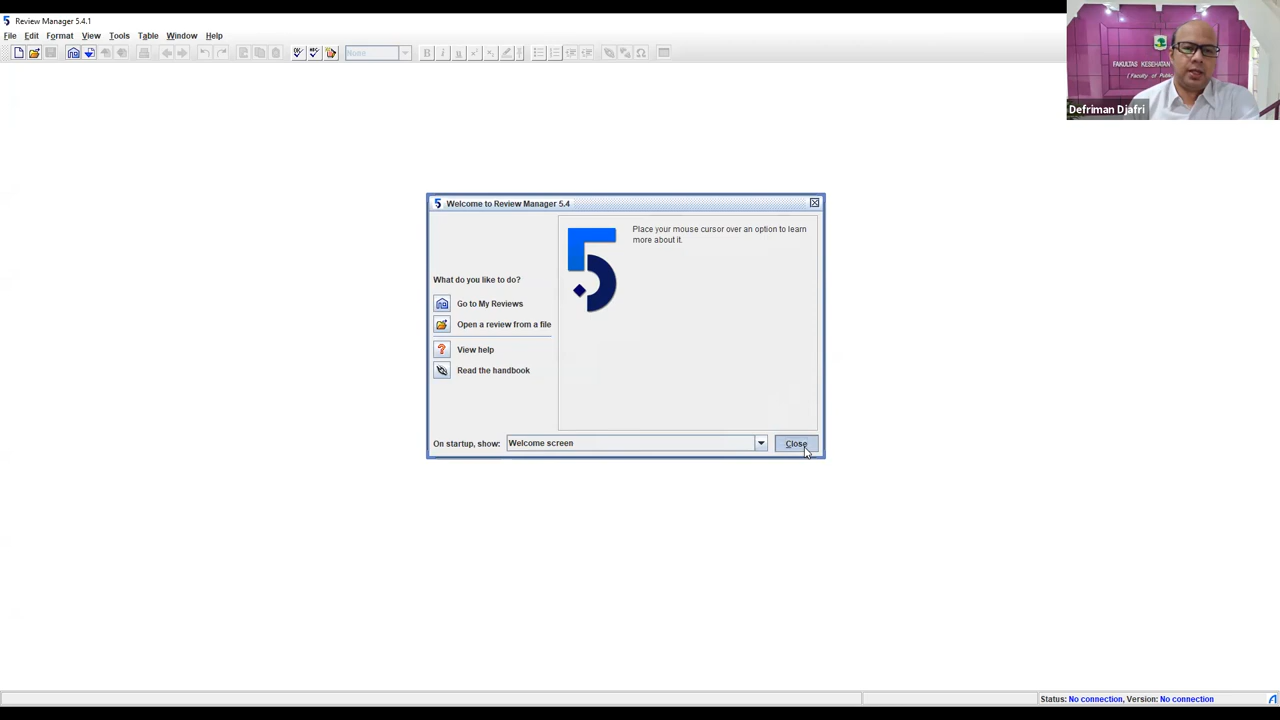 Review Manager 5.4.1
File Edit Format View Tools Table Window Help
None
B i u
FAKULTAS KESEHATAN
Defriman Djafri
Welcome to Review Manager 5.4
Place your mouse cursor over an option to learn
more about it.
What do you like to do?
Go to My Reviews
Open a review from a file
View help
Read the handbook
On startup, show: Welcome screen Close
Status: No connection, Version: No connection